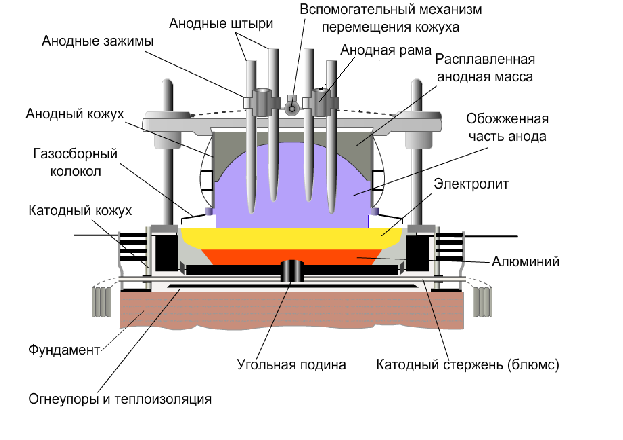 Вспомогательный механизм
перемещения кожуха
Анодные штыри
Анодные зажимы
Анодная рама
Расплавленная
анодная масса
Анодный кожух
Обожженная
часть анода
Газосборный
колокол
Электролит
Катодный кожух
Алюминий
Фундамент
Угольная подина
Катодный стержень (блюмс)
Огнеупоры и теплоизоляция